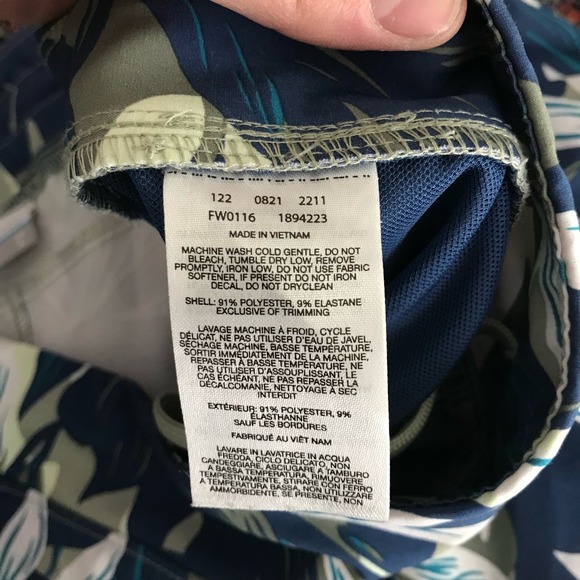 122 0821 2211
FW0116 1894223
MADE IN VIETNAM
MACHINE WASH COLD GENTLE, DO NOT
BLEACH, TUMBLE DRY LOW, REMOVE
PROMPTLY, IRON LOW, DO NOT USE FABRIC
SOFTENER, IF PRESENT DO NOT IRON
DECAL, DO NOT DRYCLEAN
SHELL: 91% POLYESTER, 9% ELASTANE
EXCLUSIVE OF TRIMMING
LAVAGE MACHINE À FROID, CYCLE
DÉLICAT, NE PAS UTILISER D'EAU DE JAVEL,
SÉCHAGE MACHINE, BASSE TEMPÉRATURE,
SORTIR IMMÉDIATEMENT DE LA MACHINE,
REPASSER À BASSE TEMPÉRATURE, NE PAS
UTILISER D'ASSOUPLISSANT, LE
CAS ÉCHÉANT, NE PAS REPASSER LA
DÉCALCOMANIE, NETTOYAGE À SEC
INTERDIT
EXTÉRIEUR: 91% POLYESTER, 9%
ÉLASTHANNE
SAUF LES BORDURES
FABRIQUÉ AU VIÊT NAM
LAVARE IN LAVATRICE IN ACQUA
FREDDA, CICLO DELICATO, NON
CANDEGGIARE, ASCIUGARE A TAMBURO
A BASSA TEMPERATURA, RIMUOVERE
TEMPESTIVAMENTE, STIRARE CON FERRO
A TEMPERATURA BASSA, NON UTILIZZARE
AMMORBIDENTE, SE PRESENTE, NON